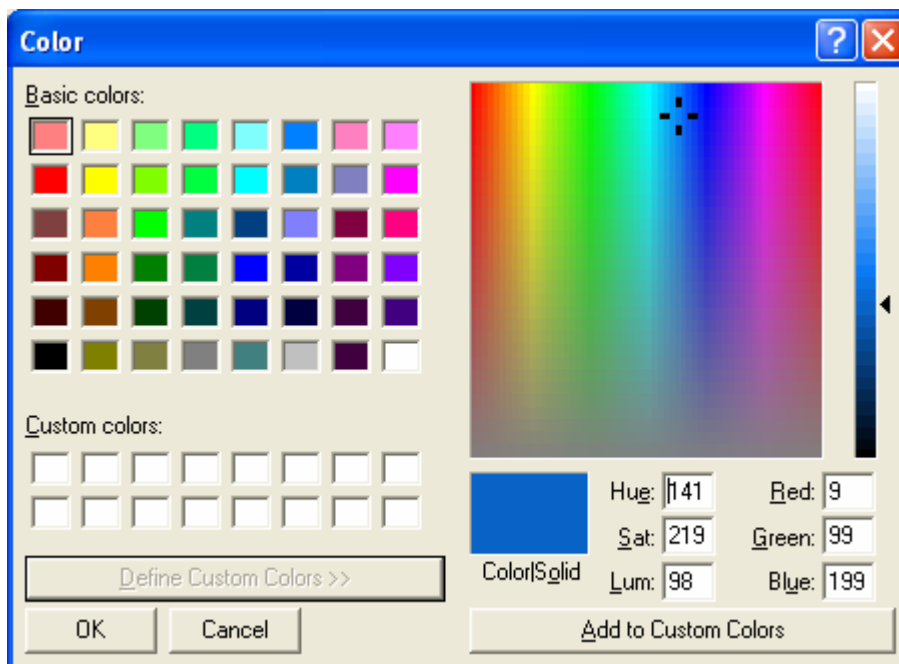 Color
Basic colors:
Custom colors:
Define Custom Colors >>
OK Cancel
Color|Solid
Hue: 141 Red: 9
Sat: 219 Green: 99
Lum: 98 Blue: 199
Add to Custom Colors